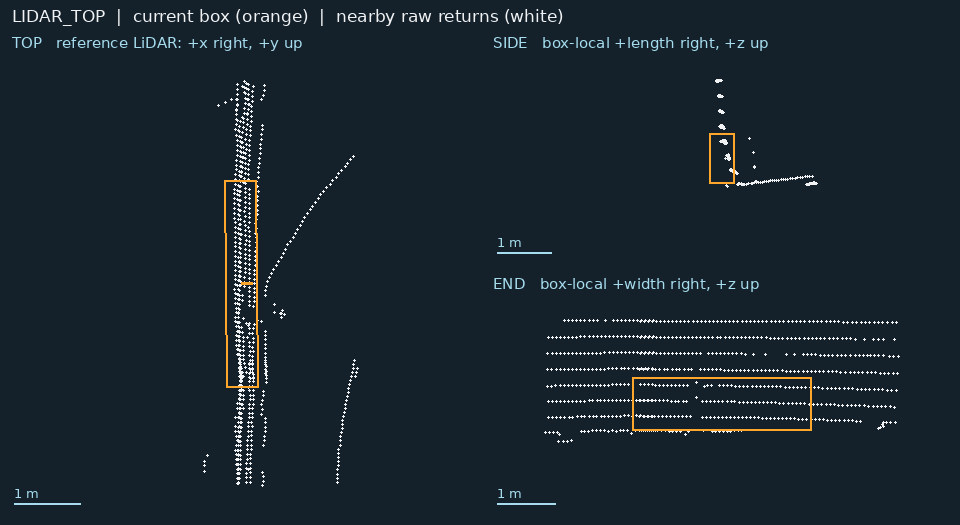 LIDAR_TOP | current box (orange) | nearby raw returns (white)
TOP reference LiDAR: +x right, +y up
SIDE box-local +length right, +z up
1 m
END box-local +width right, +z up
1 m
1 m